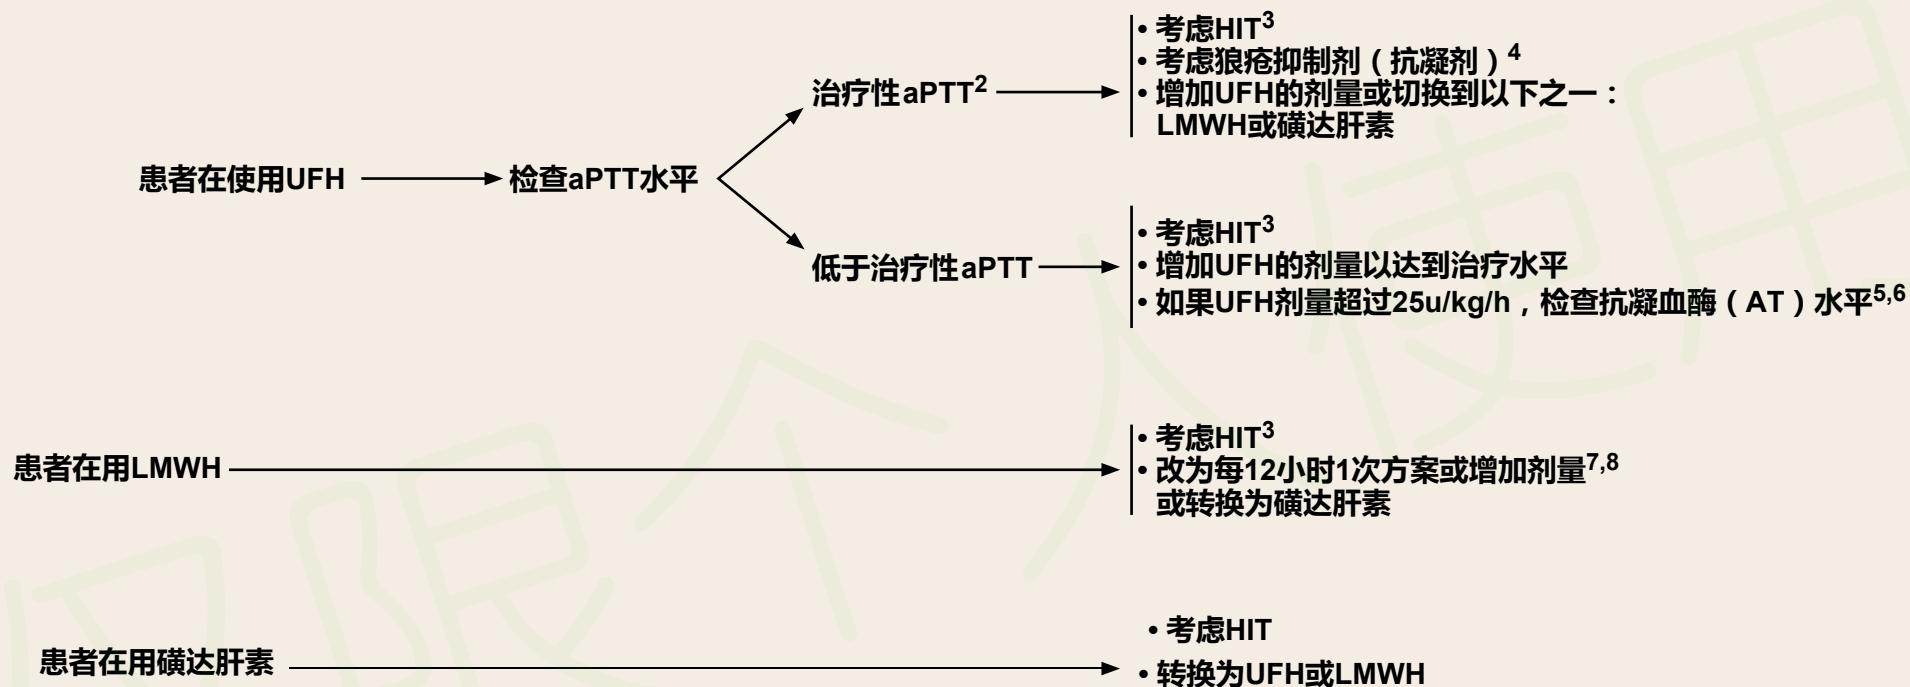 • 考虑HIT3
• 考虑狼疮抑制剂（抗凝剂）4
治疗性aPTT2
• 增加UFH的剂量或切换到以下之一：
LMWH或磺达肝素
患者在使用UFH
检查aPTT水平
• 考虑HIT3
低于治疗性aPTT
• 增加UFH的剂量以达到治疗水平
• 如果UFH剂量超过25u/kg/h，检查抗凝血酶（AT）水平5,6
• 考虑HIT3
患者在用LMWH
• 改为每12小时1次方案或增加剂量7,8
或转换为磺达肝素
• 考虑HIT
患者在用磺达肝素
• 转换为UFH或LMWH
仅限个人使用